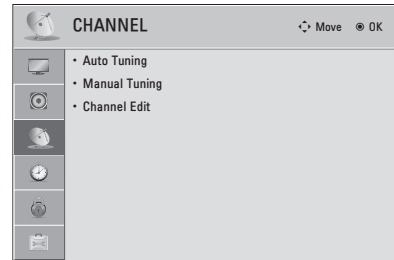 CHANNEL Move OK
• Auto Tuning
• Manual Tuning
• Channel Edit